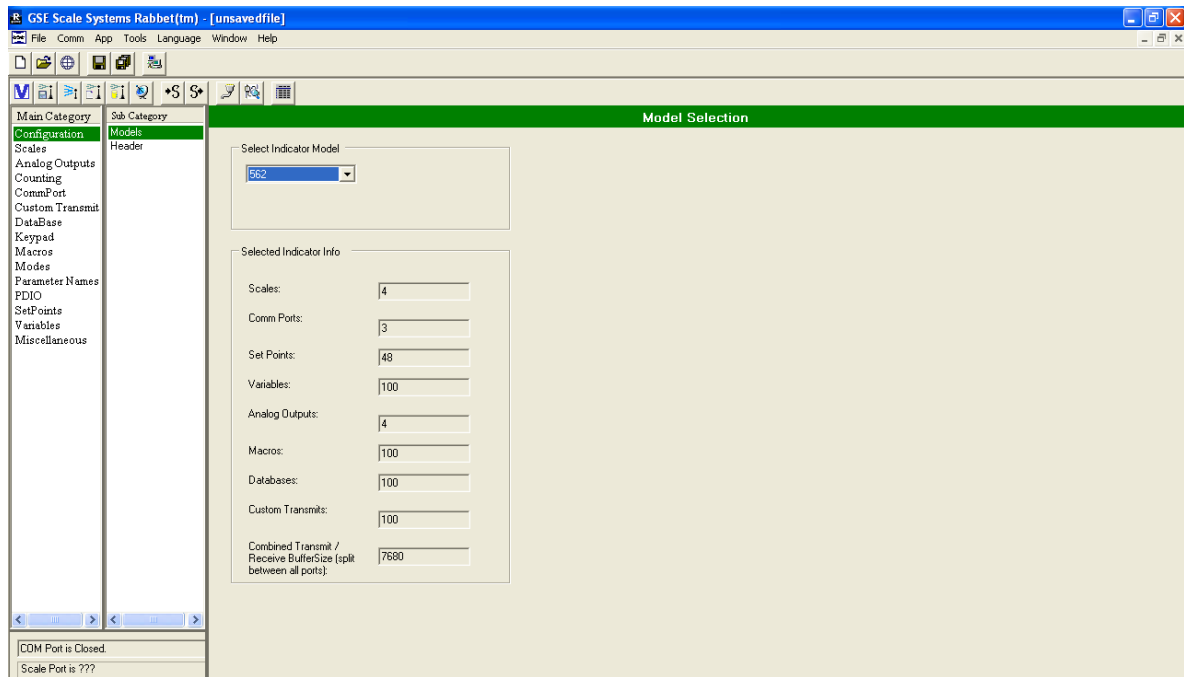 GSE Scale Systems Rabbet(tm) - [unsavedfile]
File Comm App Tools Language Window Help
Main Category
Configuration
Scales
Analog Outputs
Counting
CommPort
Custom Transmit
DataBase
Keypad
Macros
Modes
Parameter Names
PDIO
SetPoints
Variables
Miscellaneous
Sub Category
Models
Header
Model Selection
Select Indicator Model
562
Selected Indicator Info
Scales: 4
Comm Ports: 3
Set Points: 48
Variables: 100
Analog Outputs: 4
Macros: 100
Databases: 100
Custom Transmits: 100
Combined Transmit /
Receive BufferSize (split
between all ports): 7680
COM Port is Closed.
Scale Port is ???